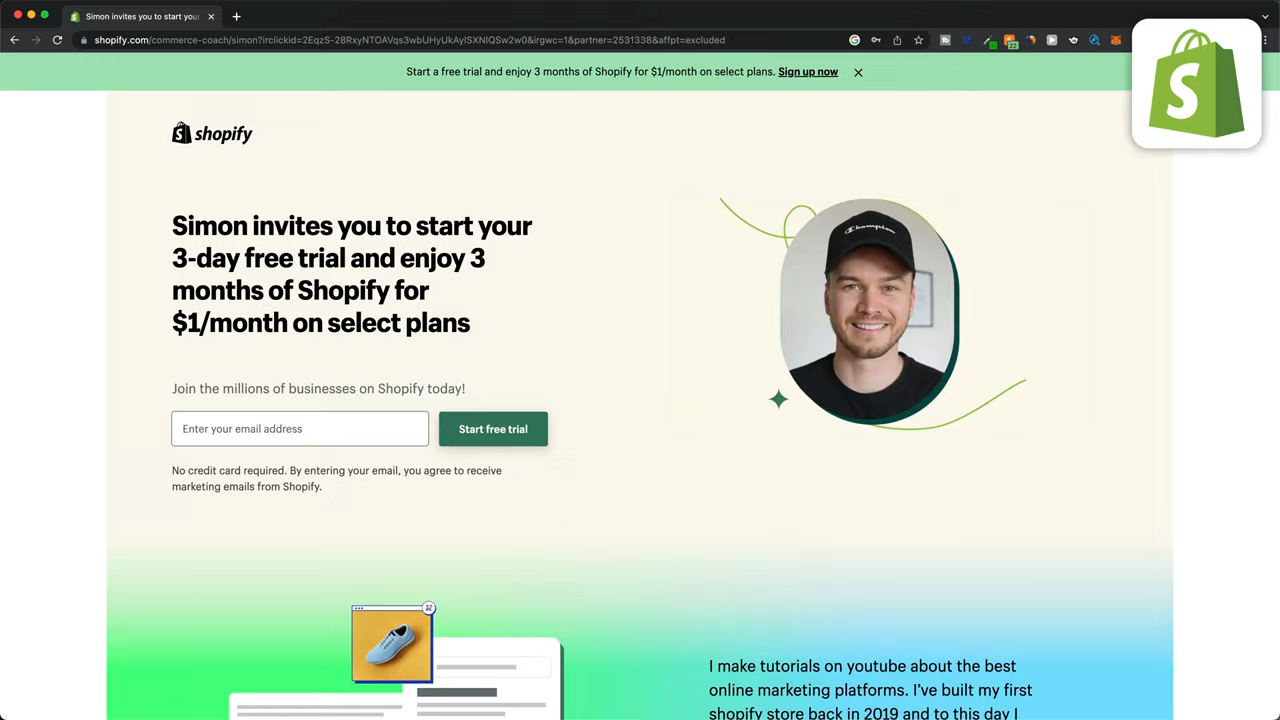 Simon invites you to start your
shopify.com/commerce-coach/simon?irclickid=2EqzS-28RxyNTOAVqs3wbUHyUkAylSXNIQSw2w0&irgwc=1&partner=2531338&affpt=excluded
22
Start a free trial and enjoy 3 months of Shopify for $1/month on select plans. Sign up now
shopify
Simon invites you to start your
3-day free trial and enjoy 3
months of Shopify for
$1/month on select plans
Champion
Join the millions of businesses on Shopify today!
Enter your email address
Start free trial
No credit card required. By entering your email, you agree to receive
marketing emails from Shopify.
I make tutorials on youtube about the best
online marketing platforms. I've built my first
shopify store back in 2019 and to this day I